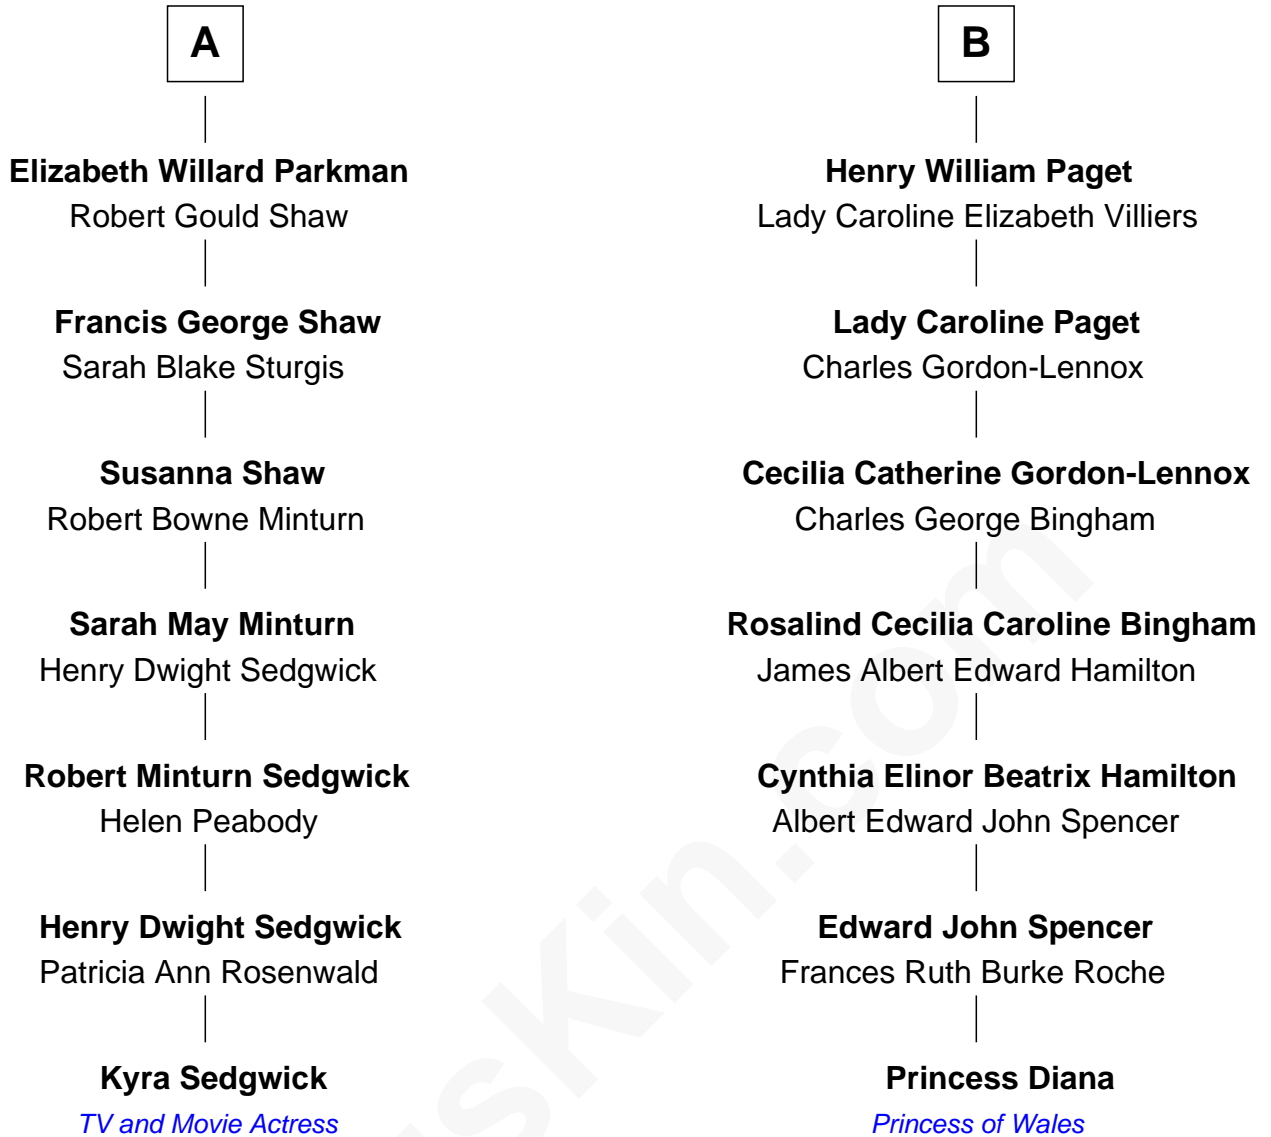 A
Elizabeth Willard Parkman
Robert Gould Shaw
Francis George Shaw
Sarah Blake Sturgis
Susanna Shaw
Robert Bowne Minturn
Sarah May Minturn
Henry Dwight Sedgwick
Robert Minturn Sedgwick
Helen Peabody
Henry Dwight Sedgwick
Patricia Ann Rosenwald
Kyra Sedgwick
TV and Movie Actress
B
Henry William Paget
Lady Caroline Elizabeth Villiers
Lady Caroline Paget
Charles Gordon-Lennox
Cecilia Catherine Gordon-Lennox
Charles George Bingham
Rosalind Cecilia Caroline Bingham
James Albert Edward Hamilton
Cynthia Elinor Beatrix Hamilton
Albert Edward John Spencer
Edward John Spencer
Frances Ruth Burke Roche
Princess Diana
Princess of Wales
sKin.com